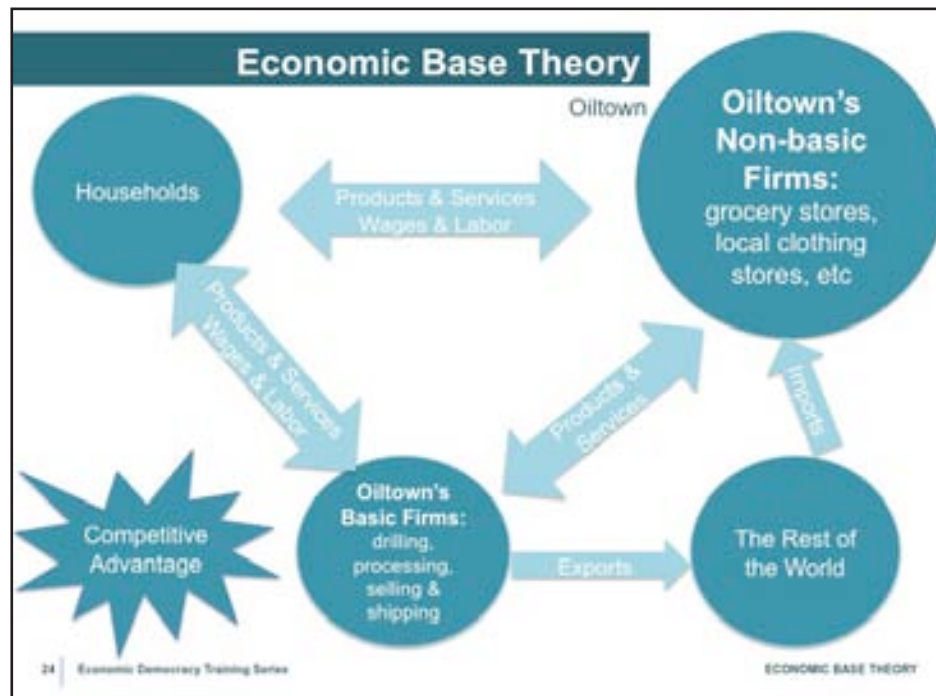 Economic Base Theory
Oiltown
Households
Products & Services
Wages & Labor
Oiltown's
Non-basic
Firms:
grocery stores,
local clothing
stores, etc
Products & Services
Wages & Labor
Products &
Services
Imports
Competitive
Advantage
Oiltown's
Basic Firms:
drilling,
processing,
selling &
shipping
Exports
The Rest of
the World
24
Economic Democracy Training Series
ECONOMIC BASE THEORY